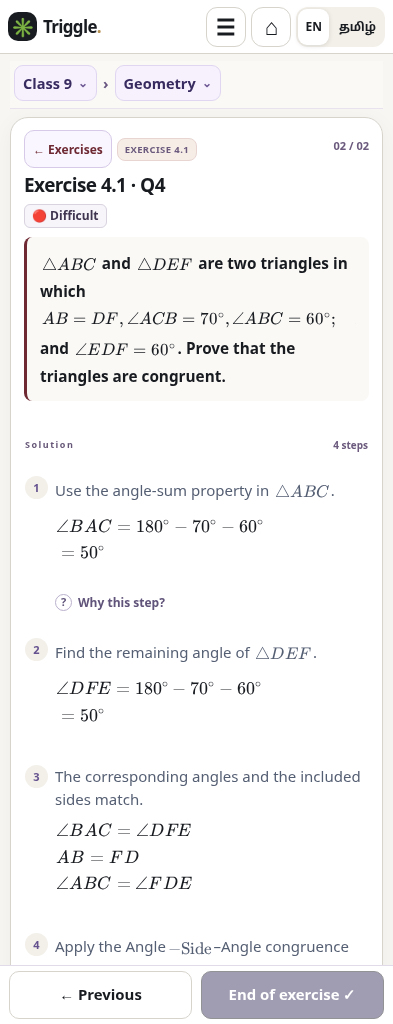 Triggle.
☰ ⌂ EN தமிழ்
Class 9 ⌄ › Geometry ⌄
← Exercises EXERCISE 4.1 02 / 02
Exercise 4.1 · Q4
🔴 Difficult
△ABC and △DEF are two triangles in
which
AB = DF, ∠ACB = 70°, ∠ABC = 60°;
and ∠EDF = 60°. Prove that the
triangles are congruent.
Solution 4 steps
1 Use the angle-sum property in △ABC.
∠BAC = 180° − 70° − 60°
= 50°
? Why this step?
2 Find the remaining angle of △DEF.
∠DFE = 180° − 70° − 60°
= 50°
3 The corresponding angles and the included
sides match.
∠BAC = ∠DFE
AB = FD
∠ABC = ∠FDE
4 Apply the Angle −Side–Angle congruence
← Previous End of exercise ✓